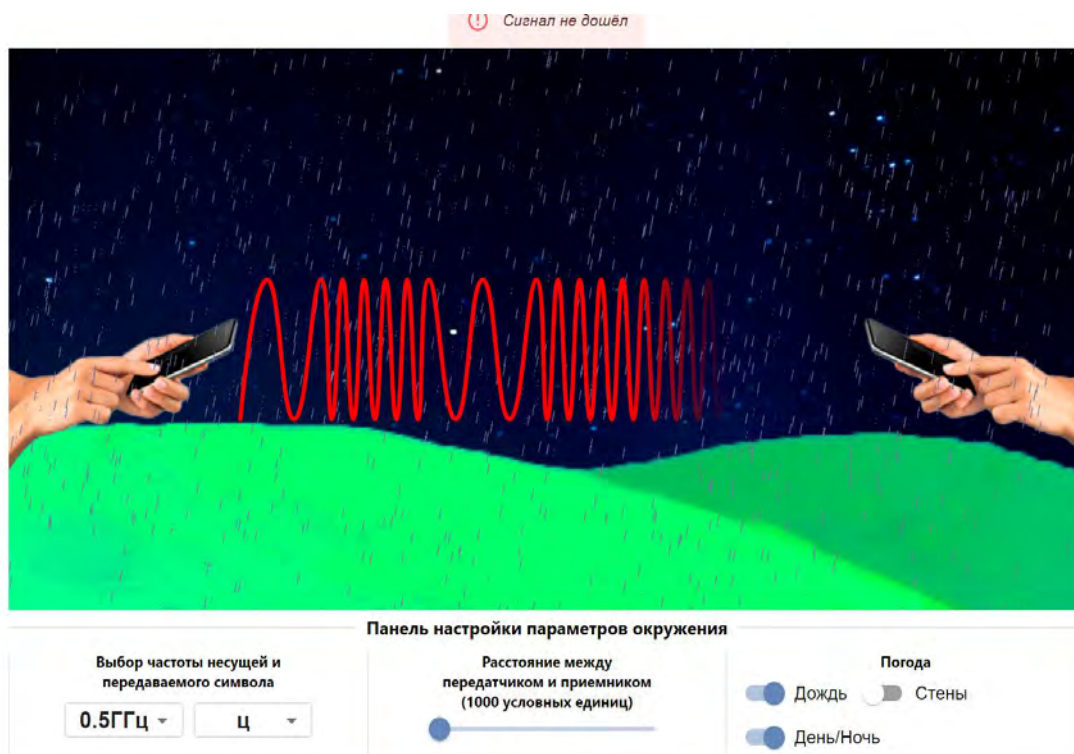 Сигнал не дошёл
Панель настройки параметров окружения
Выбор частоты несущей и
передаваемого символа
0.5ГГц
ц
Расстояние между
передатчиком и приемником
(1000 условных единиц)
Погода
Дождь
Стены
День/Ночь